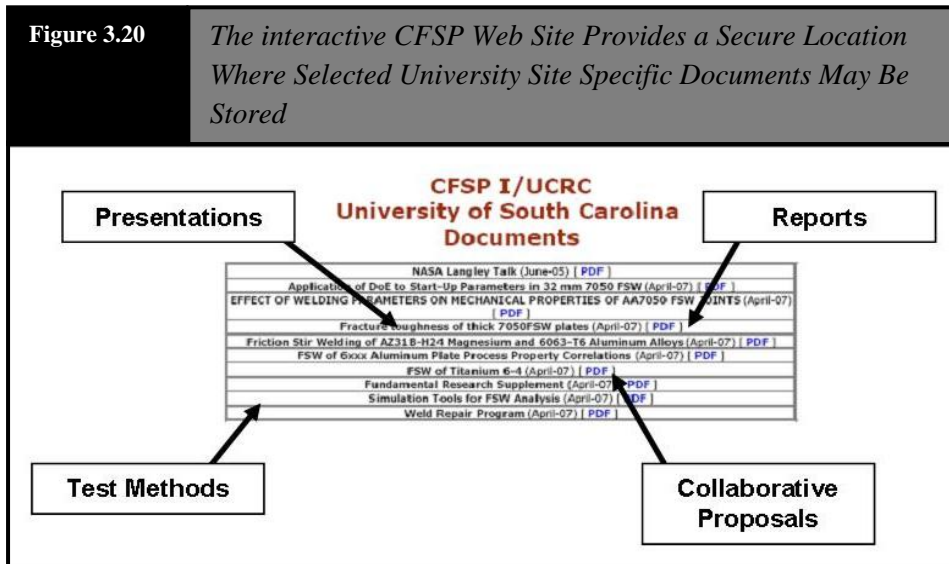 Figure 3.20
The interactive CFSP Web Site Provides a Secure Location
Where Selected University Site Specific Documents May Be
Stored
CFSP I/UCRC
University of South Carolina
Documents
Presentations
Reports
NASA Langley Talk (June-05) [ PDF ]
Application of DoE to Start-Up Parameters in 32 mm 7050 FSW (April-07) [ PDF ]
EFFECT OF WELDING PARAMETERS ON MECHANICAL PROPERTIES OF AA7050 FSW JOINTS (April-07)
[ PDF ]
Fracture toughness of thick 7050FSW plates (April-07) [ PDF ]
Friction Stir Welding of AZ31B-H24 Magnesium and 6063-T6 Aluminum Alloys (April-07) [ PDF ]
FSW of 6xxx Aluminum Plate Process Property Correlations (April-07) [ PDF ]
FSW of Titanium 6-4 (April-07) [ PDF ]
Fundamental Research Supplement (April-07) [ PDF ]
Simulation Tools for FSW Analysis (April-07) [ PDF ]
Weld Repair Program (April-07) [ PDF ]
Test Methods
Collaborative
Proposals